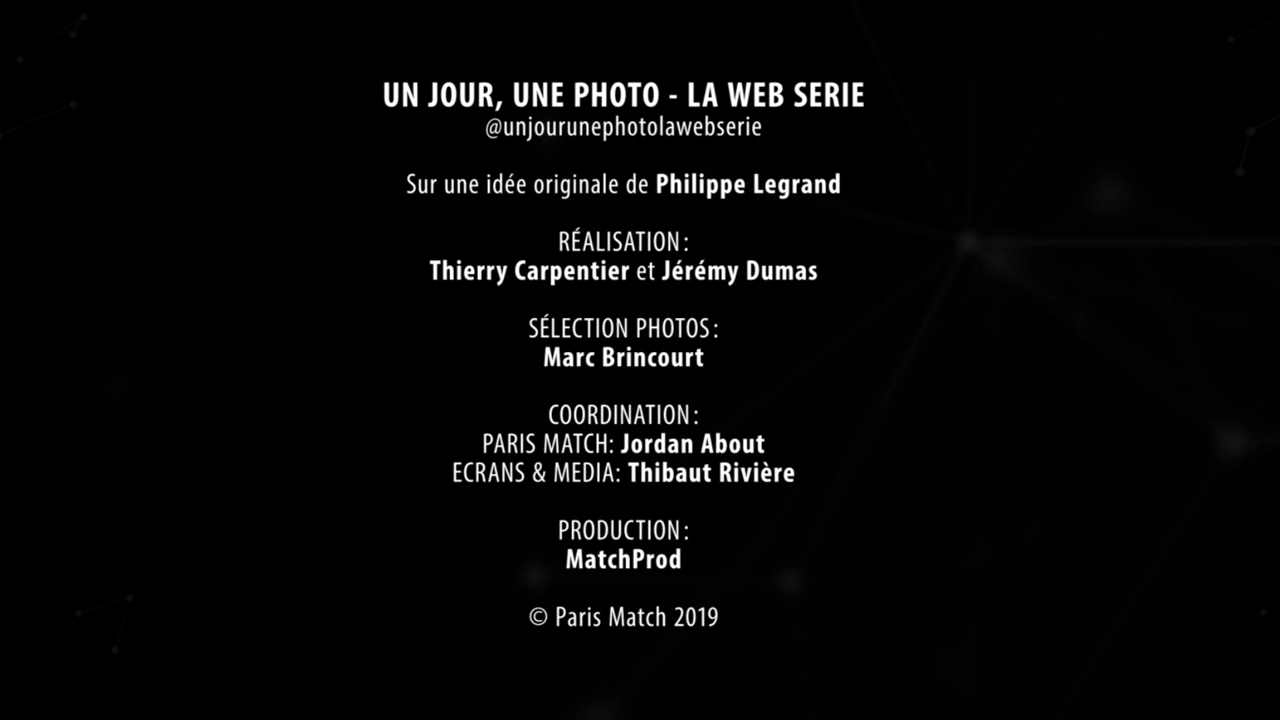 UN JOUR, UNE PHOTO - LA WEB SERIE
@unjourunephotolawebserie
Sur une idée originale de Philippe Legrand
RÉALISATION :
Thierry Carpentier et Jérémy Dumas
SÉLECTION PHOTOS :
Marc Brincourt
COORDINATION :
PARIS MATCH: Jordan About
ECRANS & MEDIA: Thibaut Rivière
PRODUCTION :
MatchProd
© Paris Match 2019